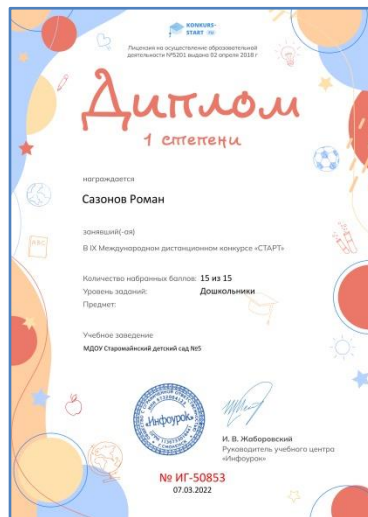 KONKURS-
START
Лицензия на осуществление образовательной
деятельности №5201 выдана 02 апреля 2018 г
Диплом
1 степени
награждается
Сазонов Роман
занявший(-ая)
В IX Международном дистанционном конкурсе «СТАРТ»
Количество набранных баллов: 15 из 15
Уровень заданий: Дошкольники
Предмет:
Учебное заведение
МДОУ Старомайнский детский сад №5
«Инфоурок»
И. В. Жаборовский
Руководитель учебного центра
«Инфоурок»
№ ИГ-50853
07.03.2022